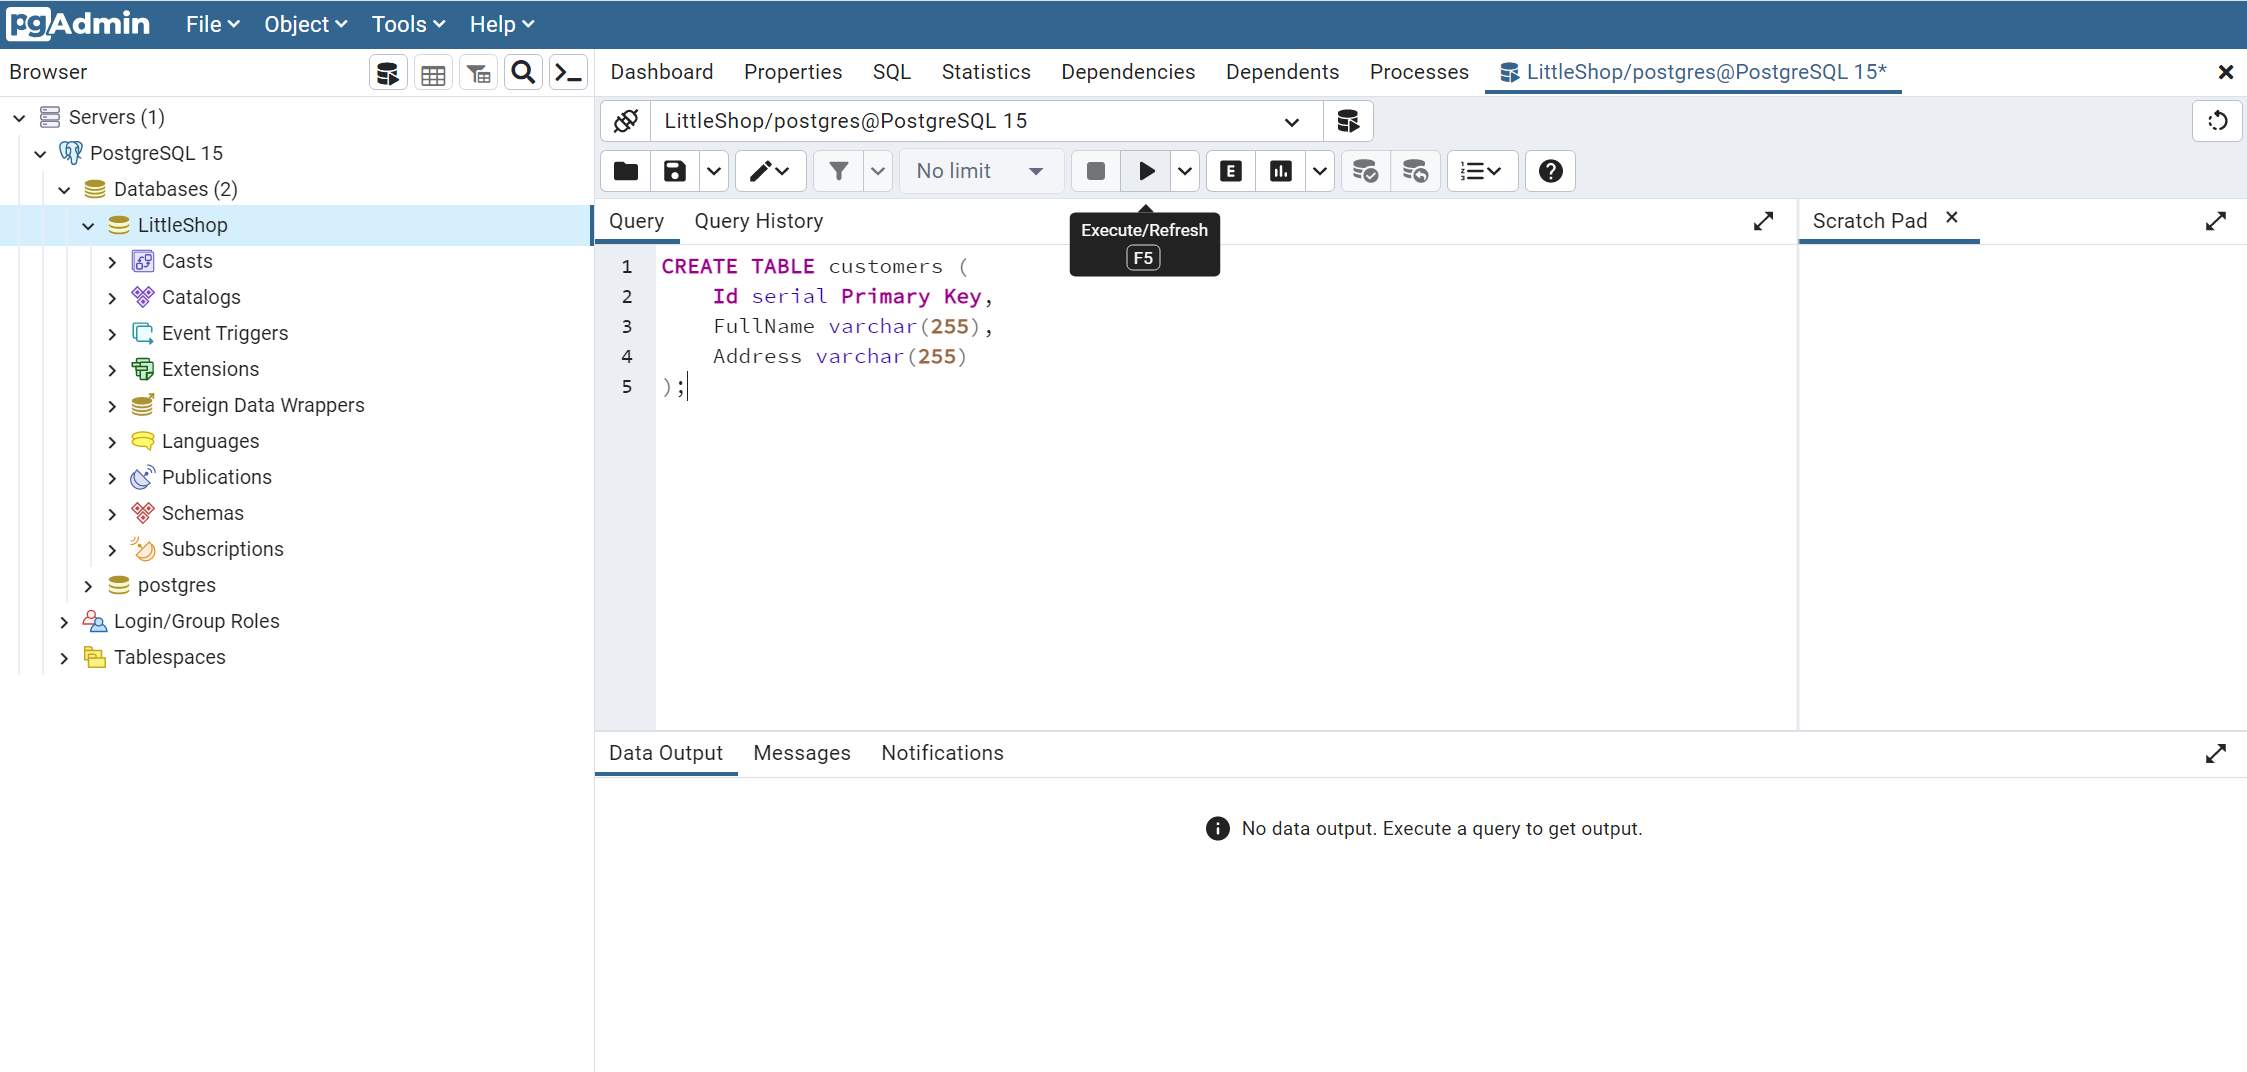 pgAdmin File Object Tools Help
Browser
Dashboard Properties SQL Statistics Dependencies Dependents Processes LittleShop/postgres@PostgreSQL 15*
Servers (1)
PostgreSQL 15
Databases (2)
LittleShop
Casts
Catalogs
Event Triggers
Extensions
Foreign Data Wrappers
Languages
Publications
Schemas
Subscriptions
postgres
Login/Group Roles
Tablespaces
LittleShop/postgres@PostgreSQL 15
No limit
E
Execute/Refresh
F5
Query Query History
Scratch Pad
1 CREATE TABLE customers (
2 Id serial Primary Key,
3 FullName varchar(255),
4 Address varchar(255)
5 );
Data Output Messages Notifications
No data output. Execute a query to get output.